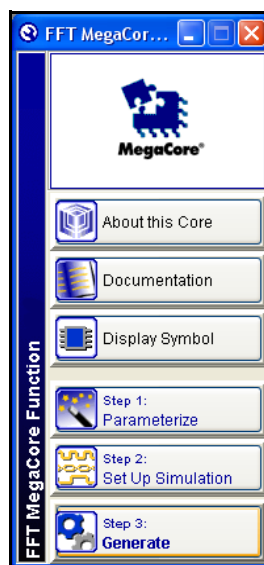 FFT MegaCor...
MegaCore®
About this Core
Documentation
Display Symbol
Step 1:
Parameterize
Step 2:
Set Up Simulation
Step 3:
Generate
FFT MegaCore Function